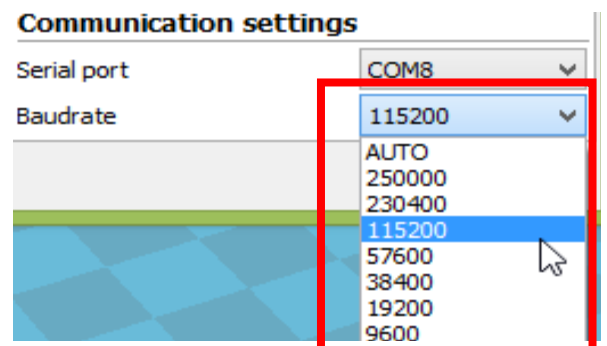 Communication settings
Serial port COM8
Baudrate 115200
AUTO
250000
230400
115200
57600
38400
19200
9600